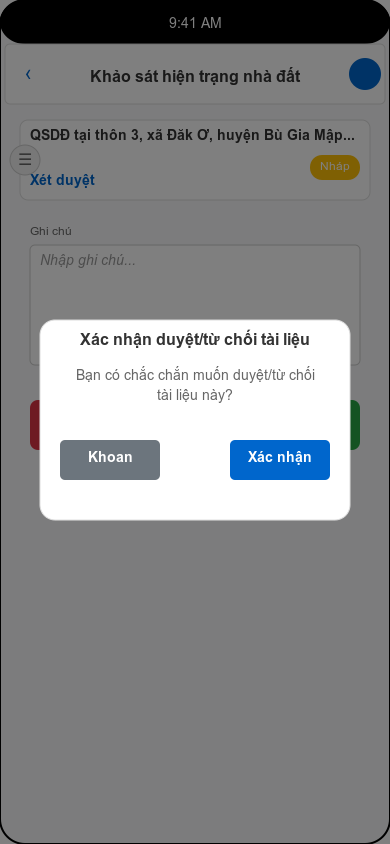 9:41 AM
Khảo sát hiện trạng nhà đất
QSDĐ tại thôn 3, xã Đăk Ơ, huyện Bù Gia Mập...
Nháp
Xét duyệt
Ghi chú
Nhập ghi chú...
Xác nhận duyệt/từ chối tài liệu
Bạn có chắc chắn muốn duyệt/từ chối
tài liệu này?
Khoan
Xác nhận